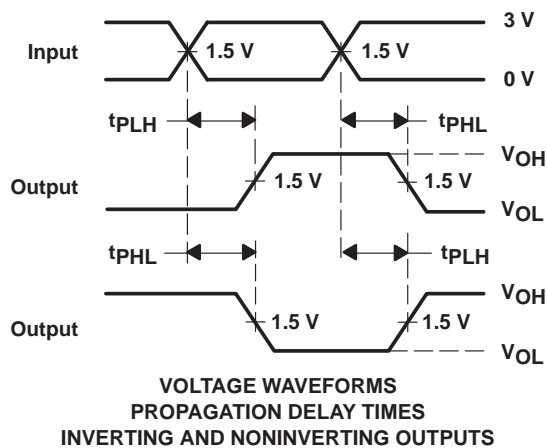 3 V
Input
1.5 V
1.5 V
0 V
tPLH
tPHL
VOH
Output
1.5 V
1.5 V
VOL
tPHL
tPLH
VOH
Output
1.5 V
1.5 V
VOL
VOLTAGE WAVEFORMS
PROPAGATION DELAY TIMES
INVERTING AND NONINVERTING OUTPUTS